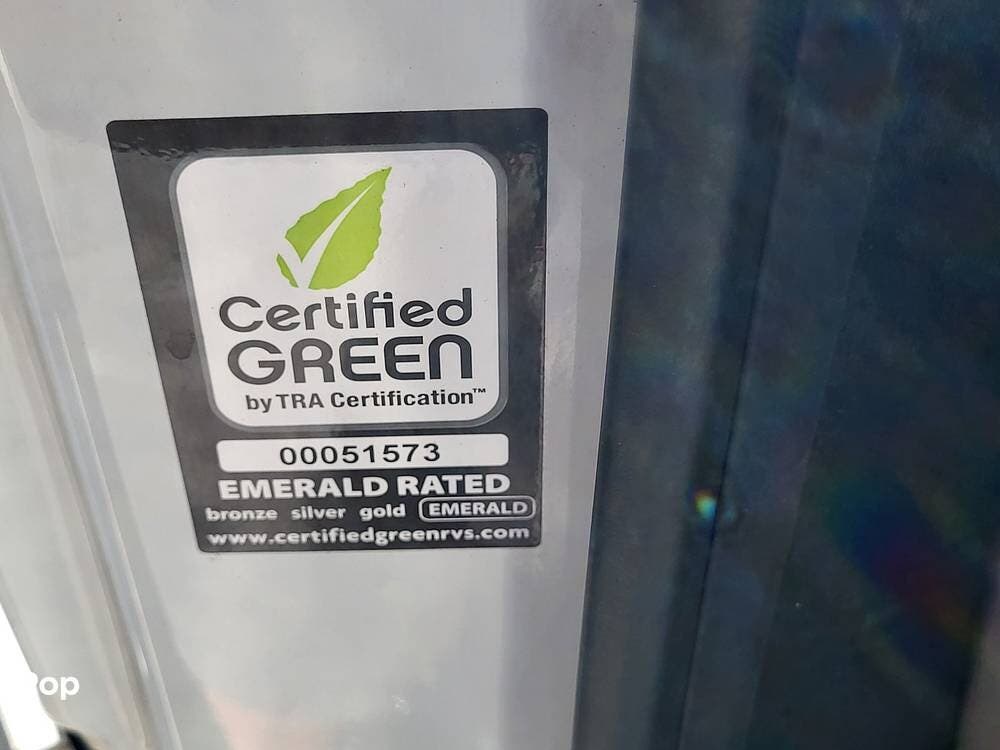 Certified
GREEN
by TRA Certification™
00051573
EMERALD RATED
bronze silver gold EMERALD
www.certifiedgreenrvs.com